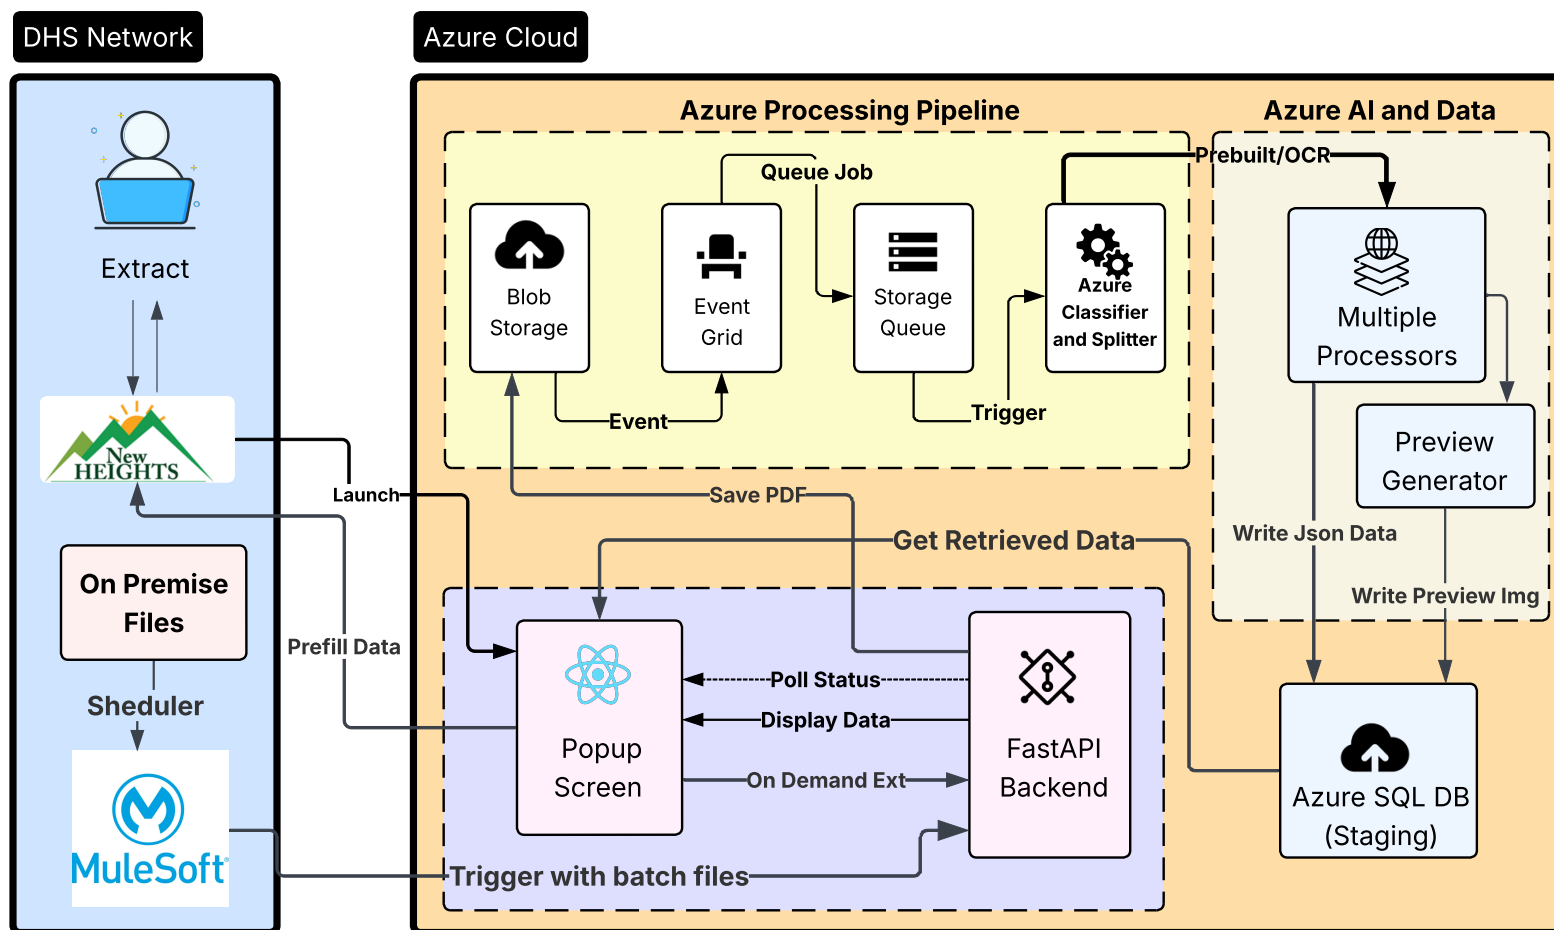 DHS Network
Azure Cloud
Azure Processing Pipeline
Azure AI and Data
Prebuilt/OCR
Queue Job
Extract
Blob
Storage
Event
Grid
Storage
Queue
Azure
Classifier
and Splitter
Multiple
Processors
Event
Trigger
New
HEIGHTS
Preview
Generator
Launch
Save PDF
Write Json Data
Get Retrieved Data
On Premise
Files
Write Preview Img
Prefill Data
Sheduler
Poll Status
Display Data
On Demand Ext
Popup
Screen
FastAPI
Backend
Azure SQL DB
(Staging)
MuleSoft
Trigger with batch files